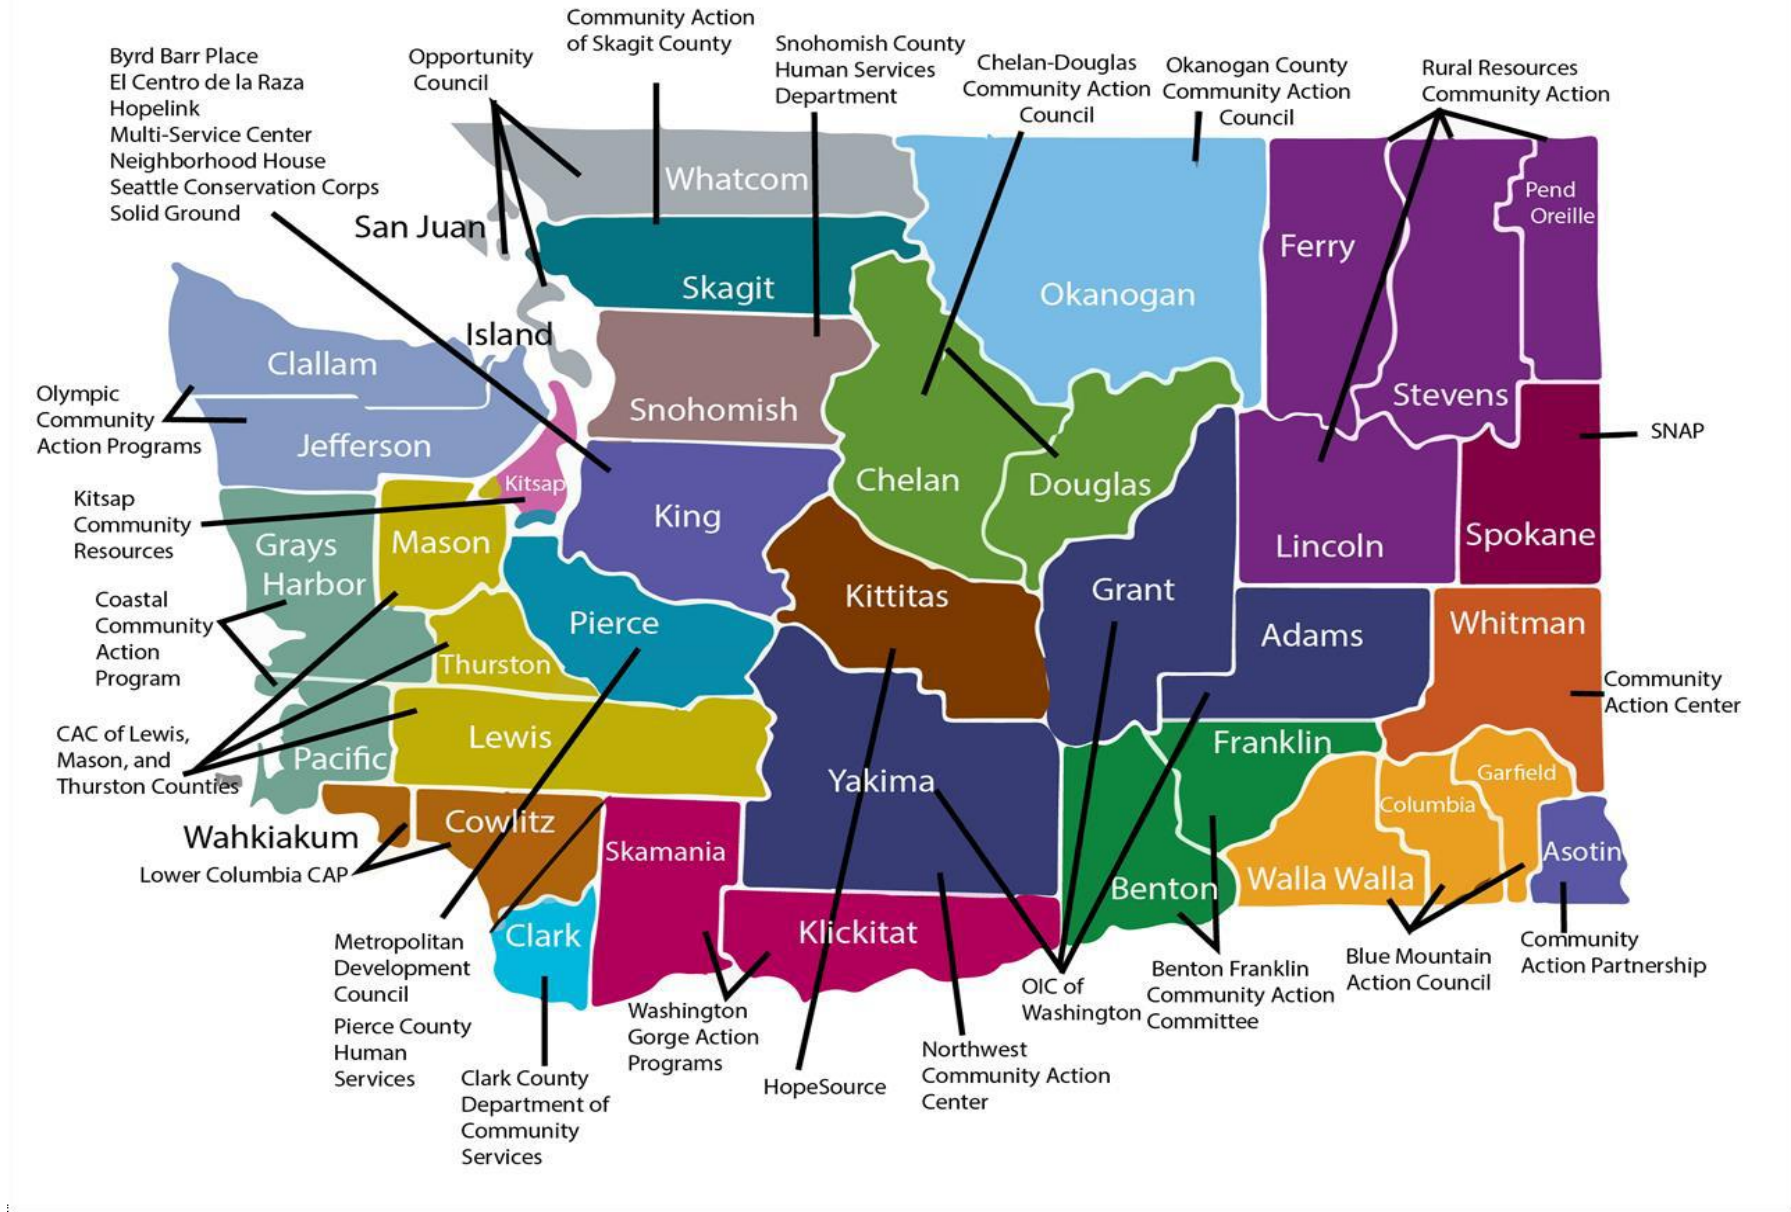 Community Action
of Skagit County
Byrd Barr Place
El Centro de la Raza
Hopelink
Multi-Service Center
Neighborhood House
Seattle Conservation Corps
Solid Ground
Opportunity
Council
Snohomish County
Human Services
Department
Chelan-Douglas
Community Action
Council
Okanogan County
Community Action
Council
Rural Resources
Community Action
Whatcom
San Juan
Skagit
Island
Okanogan
Ferry
Pend
Oreille
Stevens
Clallam
Jefferson
Olympic
Community
Action Programs
Snohomish
Chelan
Douglas
SNAP
Kitsap
Kitsap
Community
Resources
King
Lincoln
Spokane
Grays
Harbor
Mason
Coastal
Community
Action
Program
Pierce
Kittitas
Grant
Adams
Whitman
Thurston
Community
Action Center
CAC of Lewis,
Mason, and
Thurston Counties
Pacific
Lewis
Yakima
Franklin
Garfield
Columbia
Wahkiakum
Cowlitz
Skamania
Lower Columbia CAP
Benton
Walla Walla
Asotin
Clark
Klickitat
Metropolitan
Development
Council
Pierce County
Human
Services
Clark County
Department of
Community
Services
Washington
Gorge Action
Programs
HopeSource
Northwest
Community Action
Center
OIC of
Washington
Benton Franklin
Community Action
Committee
Blue Mountain
Action Council
Community
Action Partnership